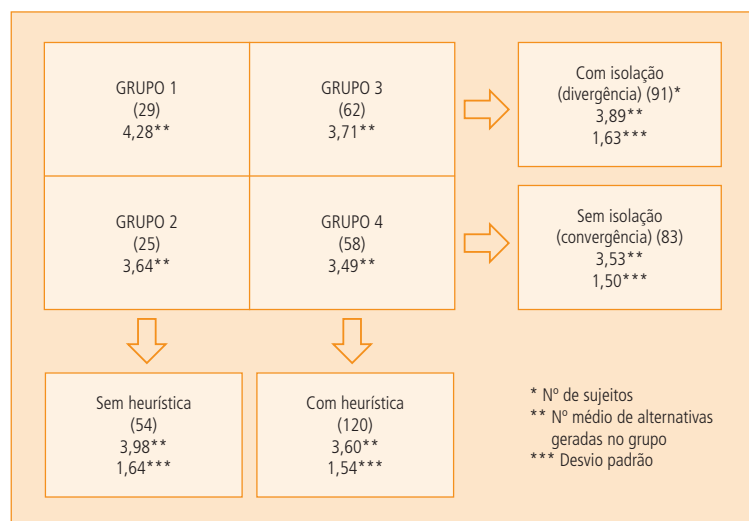 GRUPO 1
(29)
4,28**
GRUPO 3
(62)
3,71**
Com isolação
(divergência) (91)*
3,89**
1,63***
GRUPO 2
(25)
3,64**
GRUPO 4
(58)
3,49**
Sem isolação
(convergência) (83)
3,53**
1,50***
Sem heurística
(54)
3,98**
1,64***
Com heurística
(120)
3,60**
1,54***
* Nº de sujeitos
** Nº médio de alternativas
geradas no grupo
*** Desvio padrão